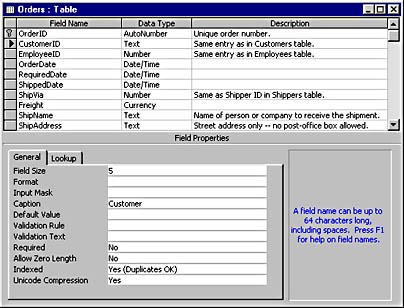 Orders : Table
Field Name Data Type Description
OrderID AutoNumber Unique order number.
CustomerID Text Same entry as in Customers table.
EmployeeID Number Same entry as in Employees table.
OrderDate Date/Time
RequiredDate Date/Time
ShippedDate Date/Time
ShipVia Number Same as Shipper ID in Shippers table.
Freight Currency
ShipName Text Name of person or company to receive the shipment.
ShipAddress Text Street address only -- no post-office box allowed.
Field Properties
General Lookup
Field Size 5
Format
Input Mask
Caption Customer
Default Value
Validation Rule
Validation Text
Required No
Allow Zero Length No
Indexed Yes (Duplicates OK)
Unicode Compression Yes
A field name can be up to
64 characters long,
including spaces. Press F1
for help on field names.